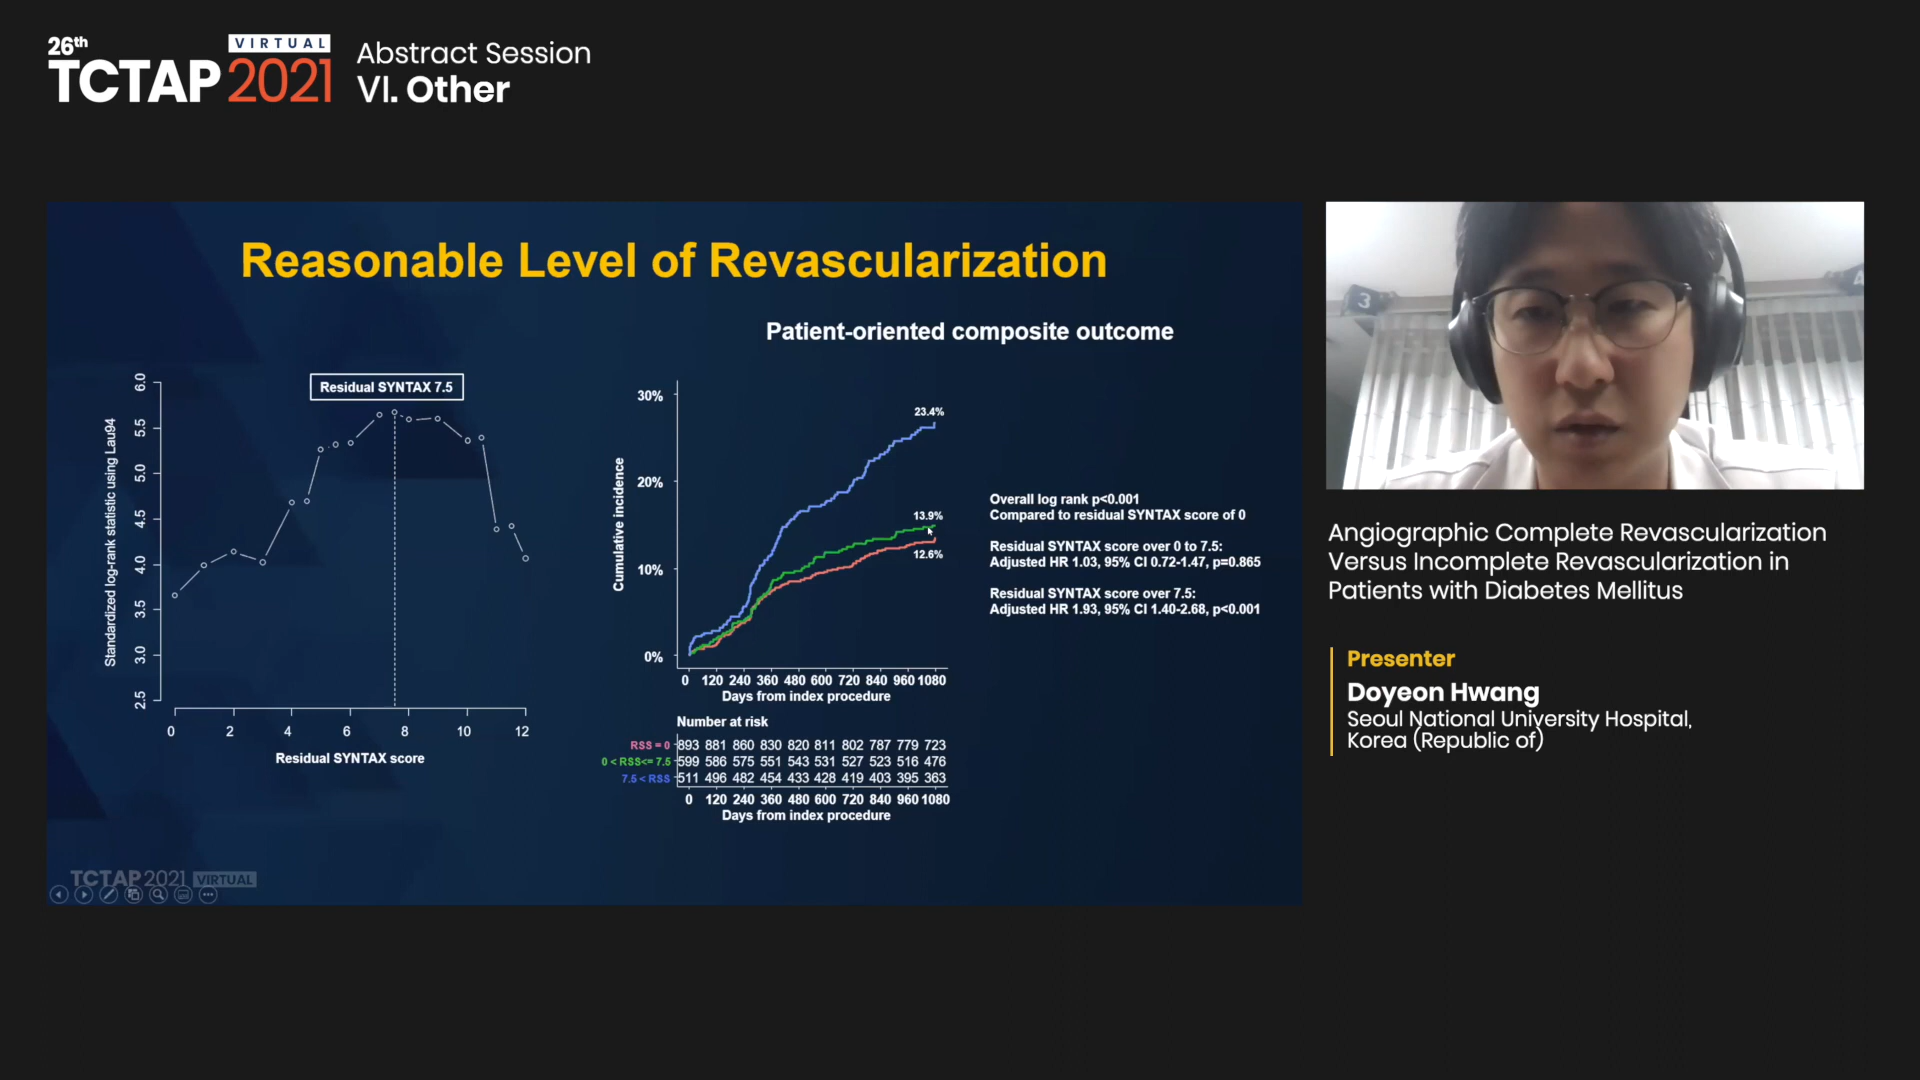 26th
VIRTUAL
TCTAP 2021
Abstract Session
VI. Other
Reasonable Level of Revascularization
Residual SYNTAX 7.5
Standardized log-rank statistic using Lau94
6.0
5.5
5.0
4.5
4.0
3.5
3.0
2.5
0 2 4 6 8 10 12
Residual SYNTAX score
Patient-oriented composite outcome
Cumulative incidence
30%
20%
10%
0%
23.4%
13.9%
12.6%
0 120 240 360 480 600 720 840 960 1080
Days from index procedure
Number at risk
RSS = 0 893 881 860 830 820 811 802 787 779 723
0 < RSS<= 7.5 599 586 575 551 543 531 527 523 516 476
7.5 < RSS 511 496 482 454 433 428 419 403 395 363
0 120 240 360 480 600 720 840 960 1080
Days from index procedure
Overall log rank p<0.001
Compared to residual SYNTAX score of 0
Residual SYNTAX score over 0 to 7.5:
Adjusted HR 1.03, 95% CI 0.72-1.47, p=0.865
Residual SYNTAX score over 7.5:
Adjusted HR 1.93, 95% CI 1.40-2.68, p<0.001
TCTAP2021 VIRTUAL
3
Angiographic Complete Revascularization
Versus Incomplete Revascularization in
Patients with Diabetes Mellitus
Presenter
Doyeon Hwang
Seoul National University Hospital,
Korea (Republic of)